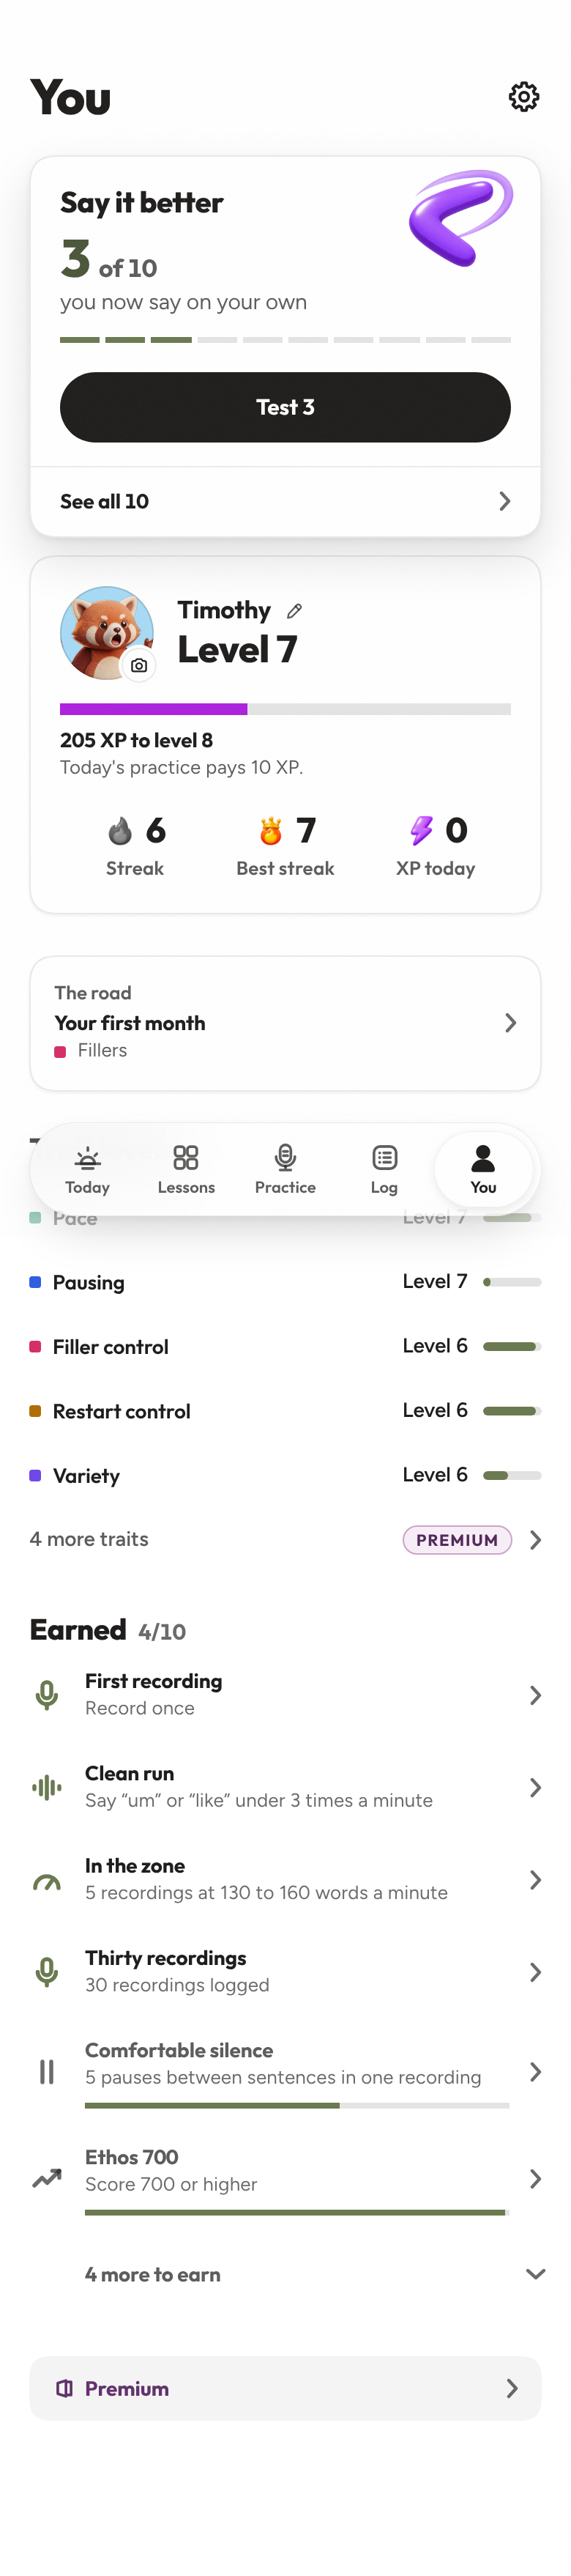 You
Say it better
3 of 10
you now say on your own
Test 3
See all 10
Timothy
Level 7
205 XP to level 8
Today's practice pays 10 XP.
6
7
0
Streak
Best streak
XP today
The road
Your first month
Fillers
Today
Lessons
Practice
Log
You
Pace
Level 7
Pausing
Level 7
Filler control
Level 6
Restart control
Level 6
Variety
Level 6
4 more traits
PREMIUM
Earned 4/10
First recording
Record once
Clean run
Say “um” or “like” under 3 times a minute
In the zone
5 recordings at 130 to 160 words a minute
Thirty recordings
30 recordings logged
Comfortable silence
5 pauses between sentences in one recording
Ethos 700
Score 700 or higher
4 more to earn
Premium